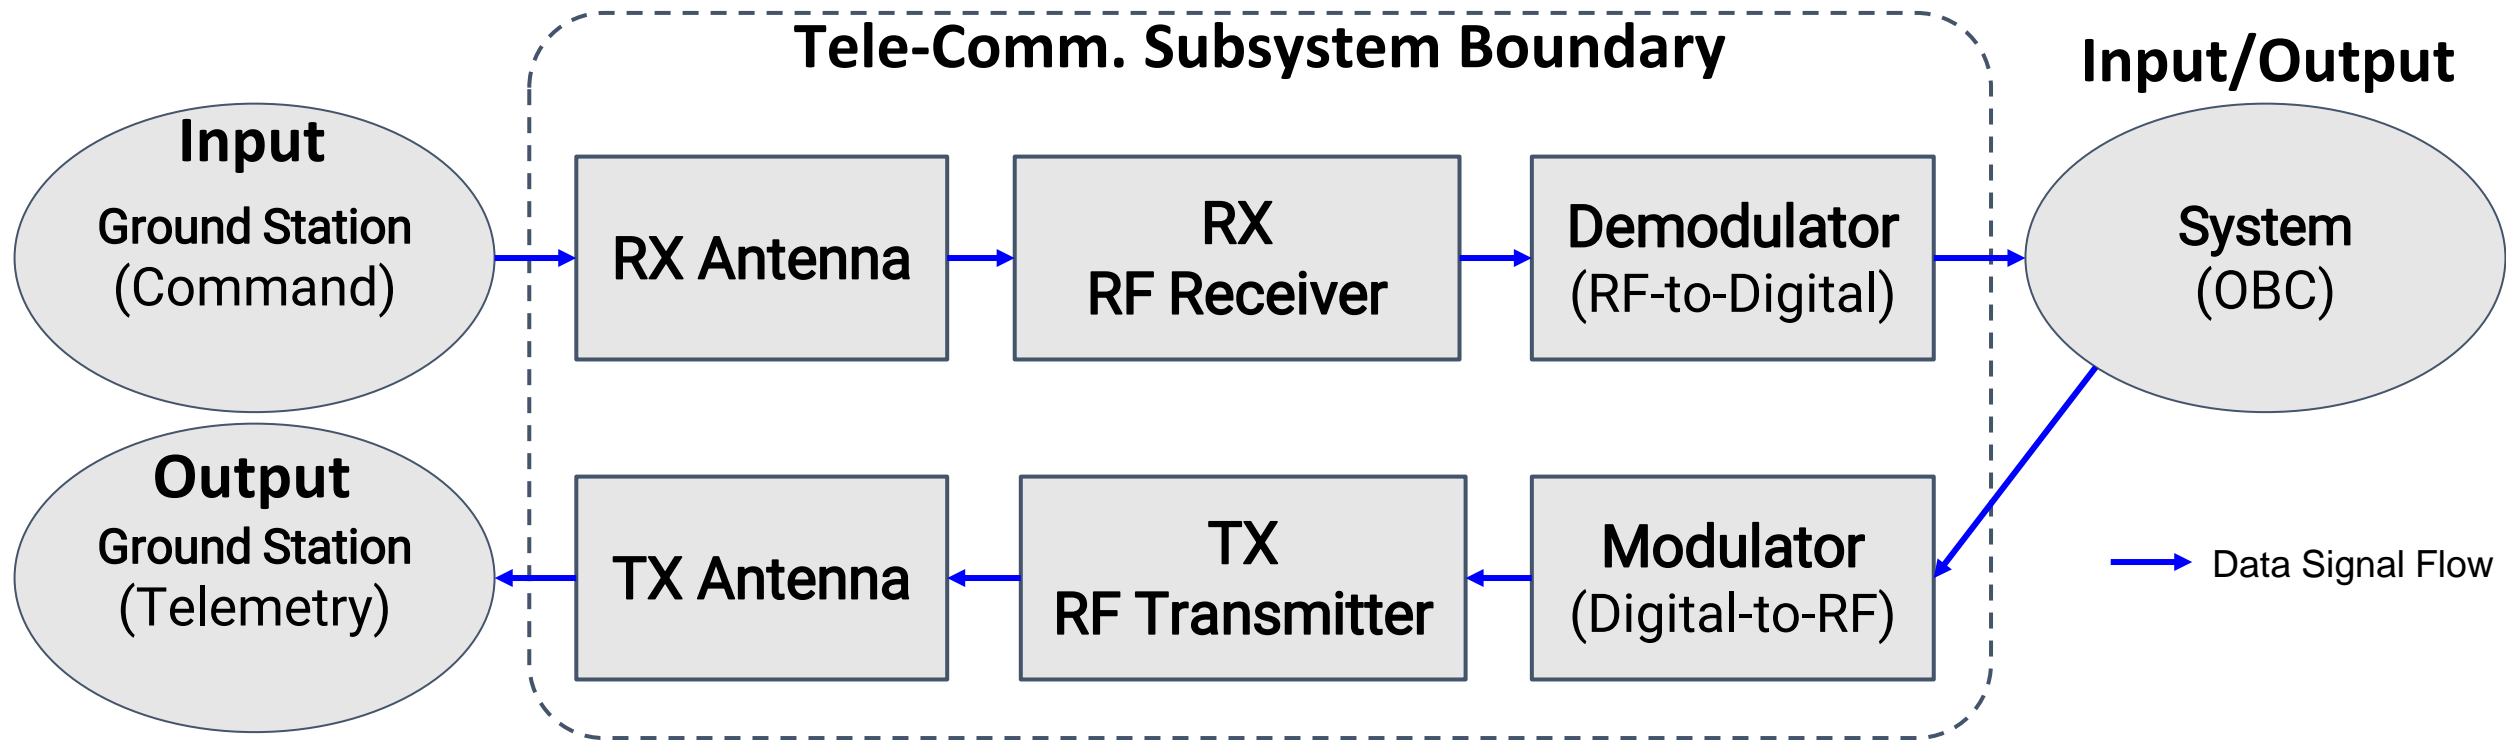 Tele-Comm. Subsystem Boundary
Input/Output
Input
Ground Station
(Command)
RX Antenna
RX
RF Receiver
Demodulator
(RF-to-Digital)
System
(OBC)
Output
Ground Station
(Telemetry)
TX Antenna
TX
RF Transmitter
Modulator
(Digital-to-RF)
Data Signal Flow